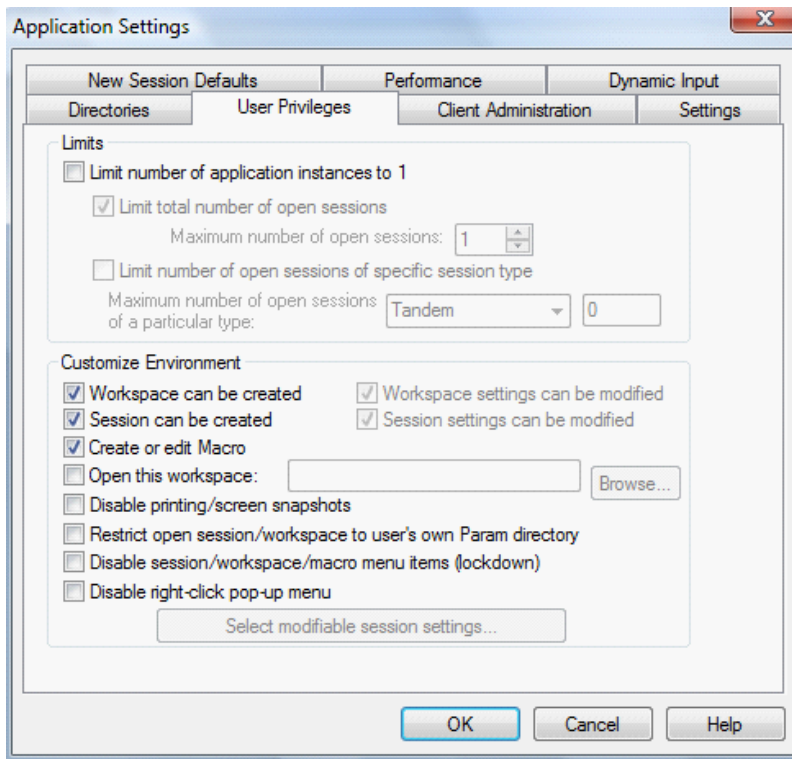 Application Settings
New Session Defaults Performance Dynamic Input
Directories User Privileges Client Administration Settings
Limits
Limit number of application instances to 1
Limit total number of open sessions
Maximum number of open sessions: 1
Limit number of open sessions of specific session type
Maximum number of open sessions
of a particular type: Tandem 0
Customize Environment
Workspace can be created Workspace settings can be modified
Session can be created Session settings can be modified
Create or edit Macro
Open this workspace: Browse...
Disable printing/screen snapshots
Restrict open session/workspace to user's own Param directory
Disable session/workspace/macro menu items (lockdown)
Disable right-click pop-up menu
Select modifiable session settings...
OK Cancel Help